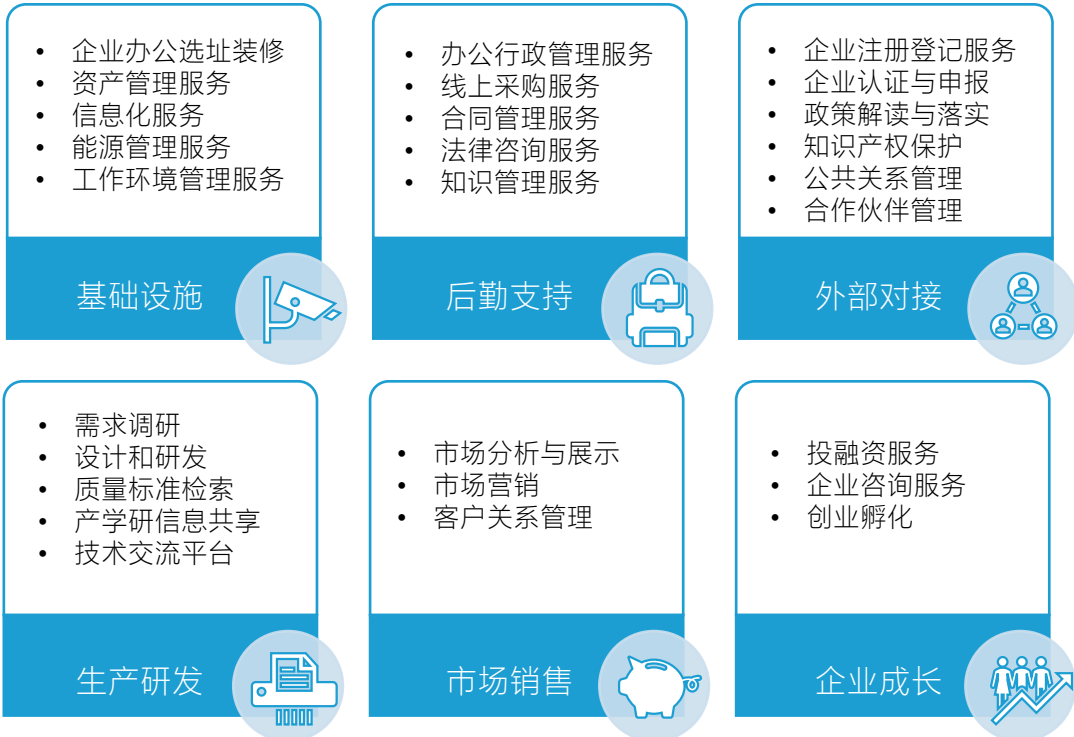 • 企业办公选址装修
• 资产管理服务
• 信息化服务
• 能源管理服务
• 工作环境管理服务
基础设施
• 办公行政管理服务
• 线上采购服务
• 合同管理服务
• 法律咨询服务
• 知识管理服务
后勤支持
• 企业注册登记服务
• 企业认证与申报
• 政策解读与落实
• 知识产权保护
• 公共关系管理
• 合作伙伴管理
外部对接
• 需求调研
• 设计和研发
• 质量标准检索
• 产学研信息共享
• 技术交流平台
生产研发
• 市场分析与展示
• 市场营销
• 客户关系管理
市场销售
• 投融资服务
• 企业咨询服务
• 创业孵化
企业成长